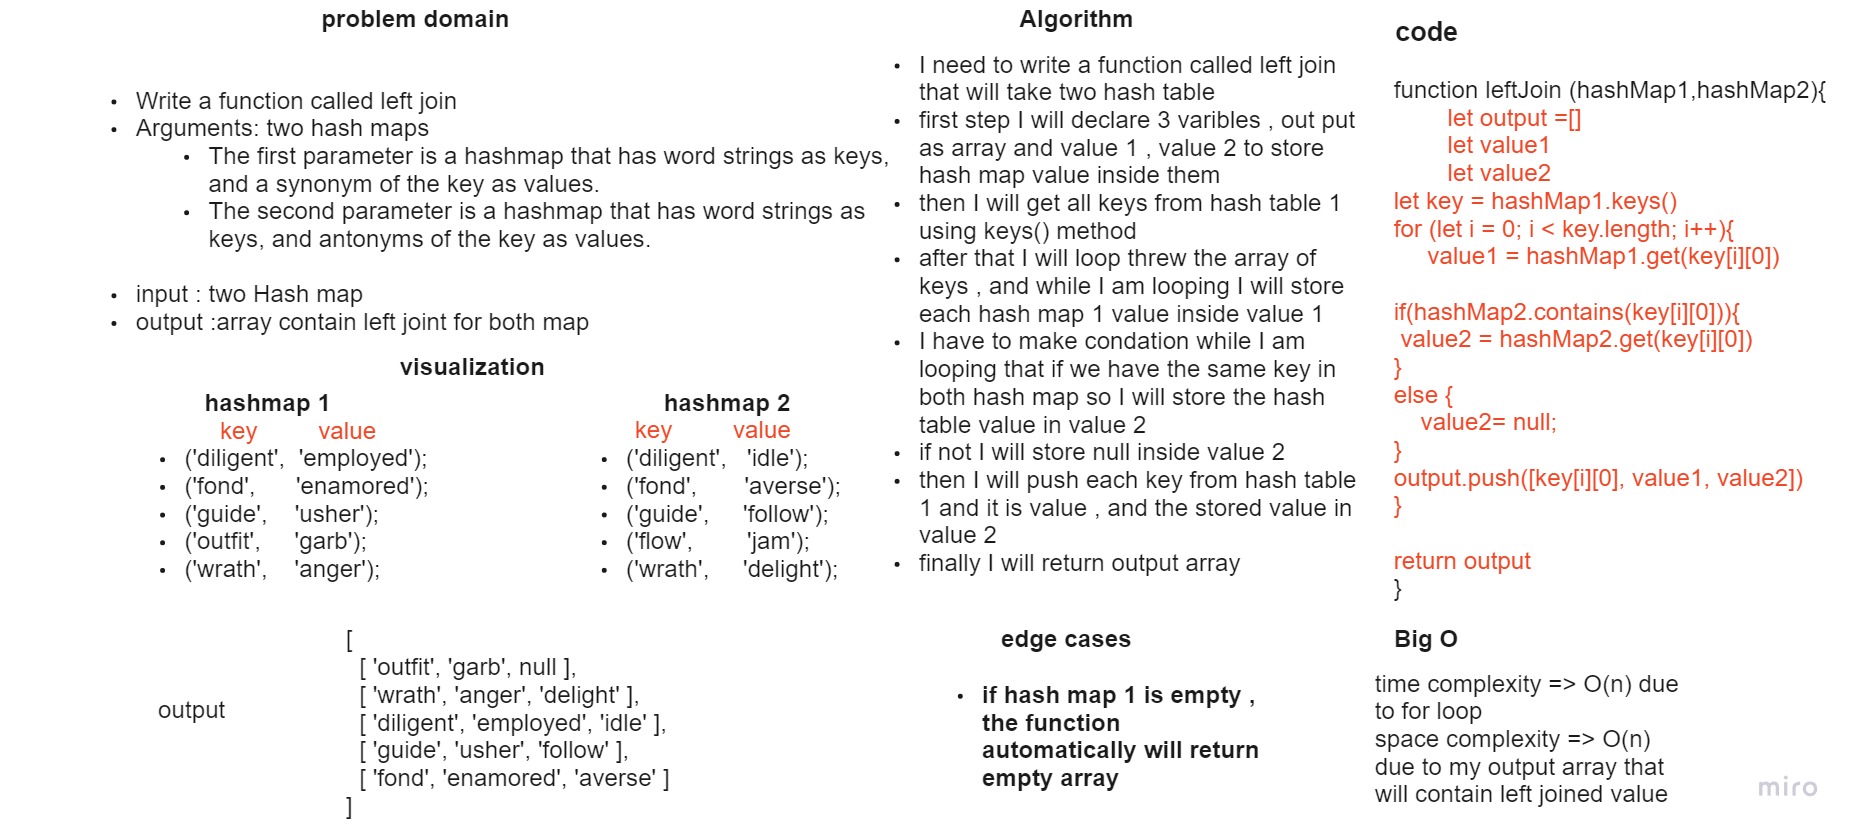 problem domain
Write a function called left join
Arguments: two hash maps
The first parameter is a hashmap that has word strings as keys,
and a synonym of the key as values.
The second parameter is a hashmap that has word strings as
keys, and antonyms of the key as values.
input : two Hash map
output :array contain left joint for both map
visualization
hashmap 1
key value
('diligent', 'employed');
('fond', 'enamored');
('guide', 'usher');
('outfit', 'garb');
('wrath', 'anger');
hashmap 2
key value
('diligent', 'idle');
('fond', 'averse');
('guide', 'follow');
('flow', 'jam');
('wrath', 'delight');
output
[
[ 'outfit', 'garb', null ],
[ 'wrath', 'anger', 'delight' ],
[ 'diligent', 'employed', 'idle' ],
[ 'guide', 'usher', 'follow' ],
[ 'fond', 'enamored', 'averse' ]
]
Algorithm
I need to write a function called left join
that will take two hash table
first step I will declare 3 varibles , out put
as array and value 1 , value 2 to store
hash map value inside them
then I will get all keys from hash table 1
using keys() method
after that I will loop threw the array of
keys , and while I am looping I will store
each hash map 1 value inside value 1
I have to make condation while I am
looping that if we have the same key in
both hash map so I will store the hash
table value in value 2
if not I will store null inside value 2
then I will push each key from hash table
1 and it is value , and the stored value in
value 2
finally I will return output array
edge cases
if hash map 1 is empty ,
the function
automatically will return
empty array
code
function leftJoin (hashMap1,hashMap2){
let output =[]
let value1
let value2
let key = hashMap1.keys()
for (let i = 0; i < key.length; i++){
value1 = hashMap1.get(key[i][0])
if(hashMap2.contains(key[i][0])){
value2 = hashMap2.get(key[i][0])
}
else {
value2= null;
}
output.push([key[i][0], value1, value2])
}
return output
}
Big O
time complexity => O(n) due
to for loop
space complexity => O(n)
due to my output array that
will contain left joined value
miro